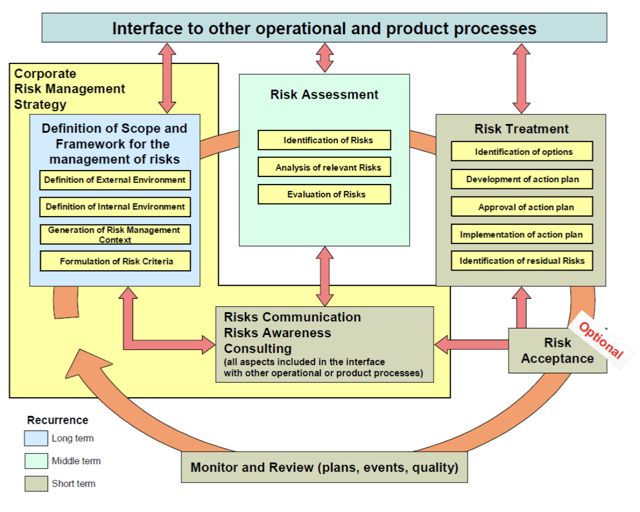 Interface to other operational and product processes
Corporate
Risk Management
Strategy
Definition of Scope and
Framework for the
management of risks
Definition of External Environment
Definition of Internal Environment
Generation of Risk Management
Context
Formulation of Risk Criteria
Risk Assessment
Identification of Risks
Analysis of relevant Risks
Evaluation of Risks
Risk Treatment
Identification of options
Development of action plan
Approval of action plan
Implementation of action plan
Identification of residual Risks
Risks Communication
Risks Awareness
Consulting
(all aspects included in the interface
with other operational or product processes)
Risk
Acceptance
Optional
Monitor and Review (plans, events, quality)
Recurrence
Long term
Middle term
Short term